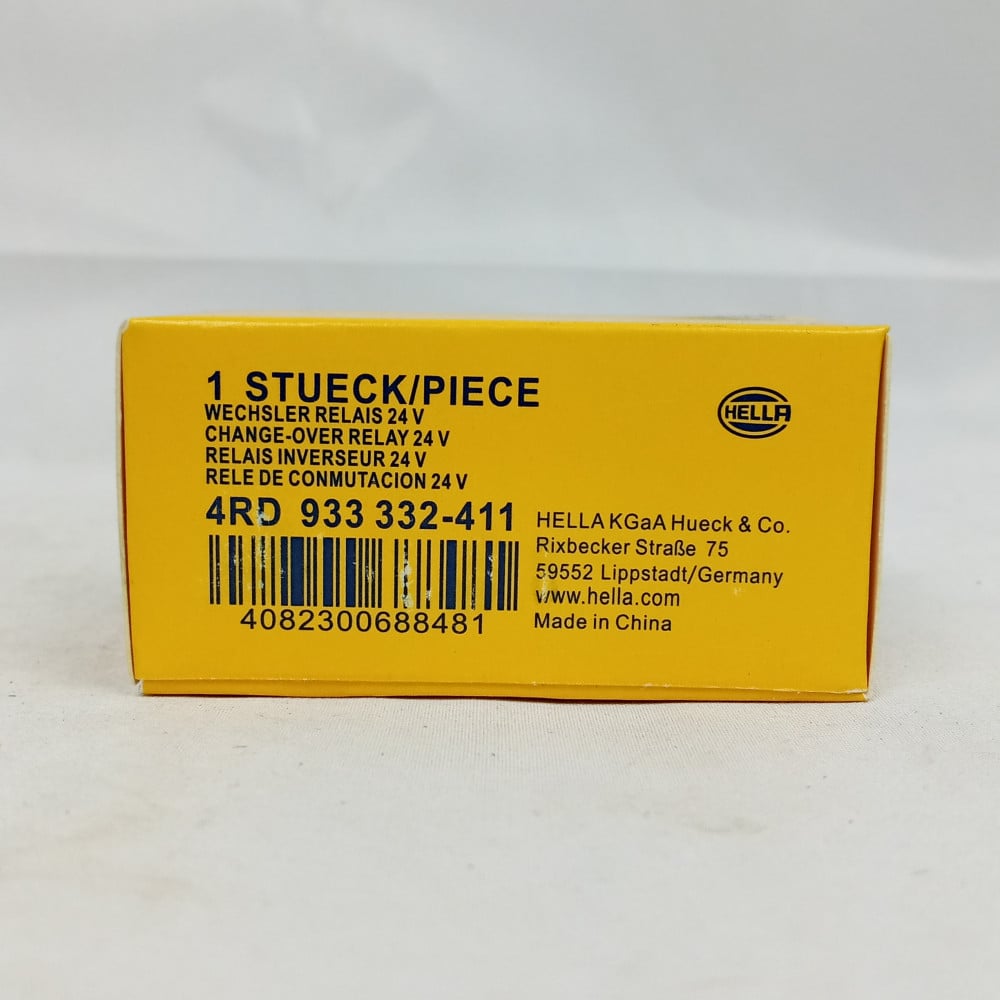 1 STUECK/PIECE
WECHSLER RELAIS 24 V
CHANGE-OVER RELAY 24 V
RELAIS INVERSEUR 24 V
RELE DE CONMUTACION 24 V
4RD 933 332-411
4082300688481
HELLA
HELLA KGaA Hueck & Co.
Rixbecker Straße 75
59552 Lippstadt/Germany
www.hella.com
Made in China